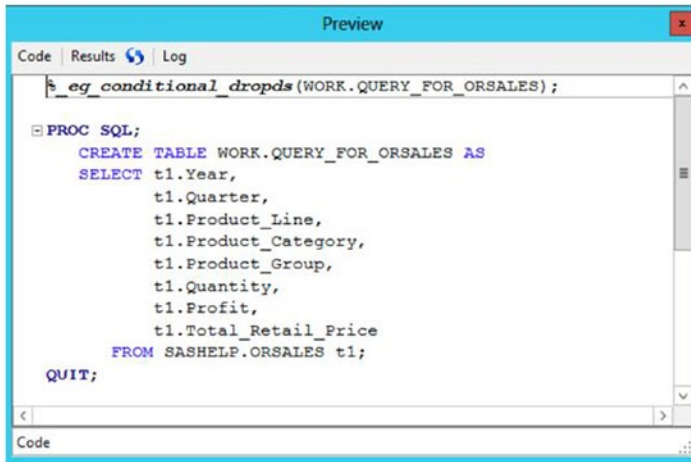 Preview
x
Code Results Log
%_eg_conditional_dropds(WORK.QUERY_FOR_ORSALES);
PROC SQL;
CREATE TABLE WORK.QUERY_FOR_ORSALES AS
SELECT t1.Year,
t1.Quarter,
t1.Product_Line,
t1.Product_Category,
t1.Product_Group,
t1.Quantity,
t1.Profit,
t1.Total_Retail_Price
FROM SASHELP.ORSALES t1;
QUIT;
Code